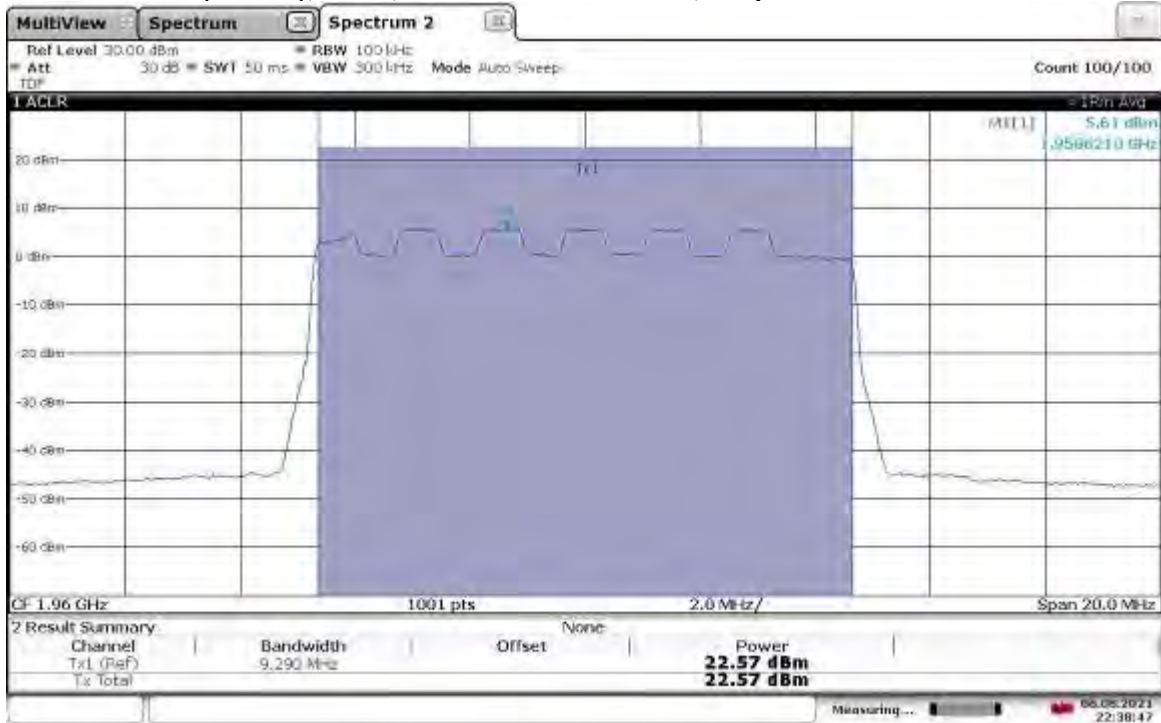 MultiView Spectrum Spectrum 2
Ref Level 30.00 dBm RBW 100 kHz
Att 30 dB SWT 50 ms VBW 300 kHz Mode Auto Sweep Count 100/100
TDF
1 ACLR 1Rm Avg
M1[1] 5.61 dBm
1.9586210 GHz
20 dBm
Tx1
10 dBm
0 dBm
-10 dBm
-20 dBm
-30 dBm
-40 dBm
-50 dBm
-60 dBm
CF 1.96 GHz 1001 pts 2.0 MHz/ Span 20.0 MHz
2 Result Summary None
Channel Bandwidth Offset Power
Tx1 (Ref) 9.290 MHz 22.57 dBm
Tx Total 22.57 dBm
Measuring... 06.08.2021
22:38:47